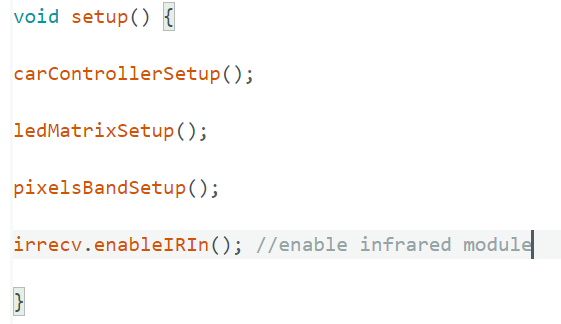 void setup() {
carControllerSetup();
ledMatrixSetup();
pixelsBandSetup();
irrecv.enableIRIn(); //enable infrared module
}